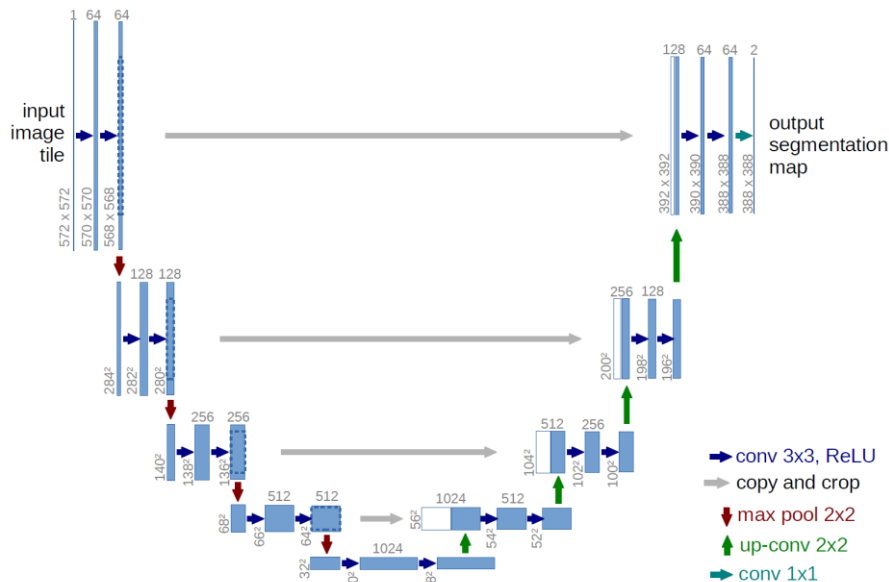 1 64 64
input
image
tile
572 x 572
570 x 570
568 x 568
128 64 64 2
output
segmentation
map
392 x 392
390 x 390
388 x 388
388 x 388
128 128
284²
282²
280²
256 128
200²
198²
196²
256 256
140²
138²
136²
512 256
104²
102²
100²
512 512
68²
66²
64²
1024 512
56²
54²
52²
1024
32²
conv 3x3, ReLU
copy and crop
max pool 2x2
up-conv 2x2
conv 1x1